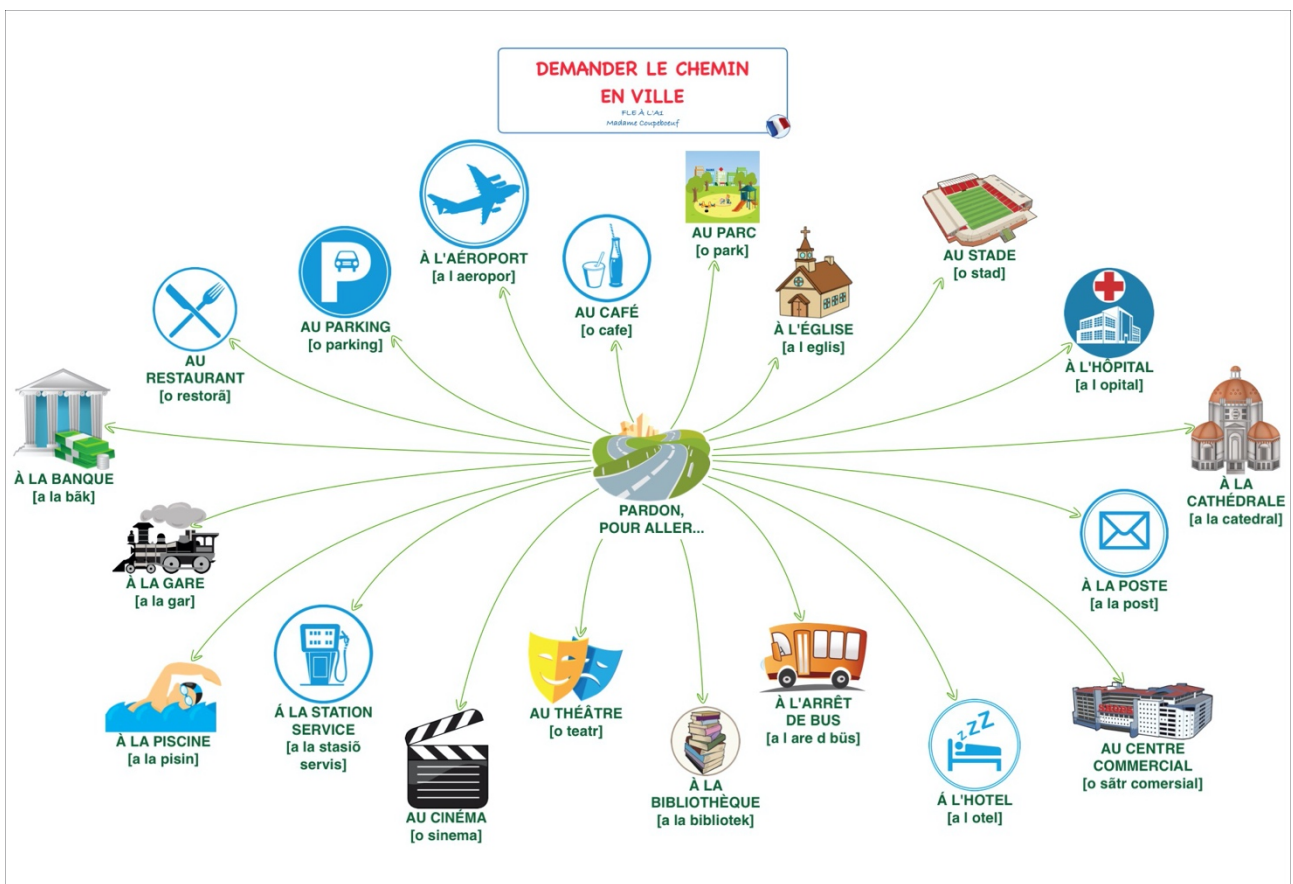 DEMANDER LE CHEMIN
EN VILLE
FLE À L'A1
Madame Coupeboeuf
AU PARC
[o park]
À L'AÉROPORT
[a l aeropor]
AU STADE
[o stad]
P
AU CAFÉ
[o cafe]
AU PARKING
[o parking]
À L'ÉGLISE
[a l eglis]
À L'HÔPITAL
[a l opital]
AU
RESTAURANT
[o restorã]
À LA BANQUE
[a la bãk]
À LA
CATHÉDRALE
[a la catedral]
PARDON,
POUR ALLER...
À LA GARE
[a la gar]
À LA POSTE
[a la post]
À LA PISCINE
[a la pisin]
Á LA STATION
SERVICE
[a la stasiõ
servis]
AU CINÉMA
[o sinema]
AU THÉÂTRE
[o teatr]
À LA
BIBLIOTHÈQUE
[a la bibliotek]
À L'ARRÊT
DE BUS
[a l are d büs]
zzZ
Á L'HOTEL
[a l otel]
AU CENTRE
COMMERCIAL
[o sãtr comersial]